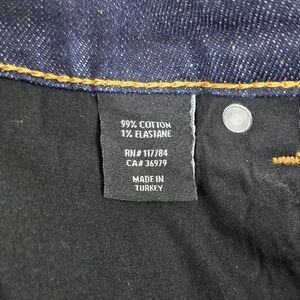 99% COTTON
1% ELASTANE
RN# 117784
CA# 36979
MADE IN
TURKEY